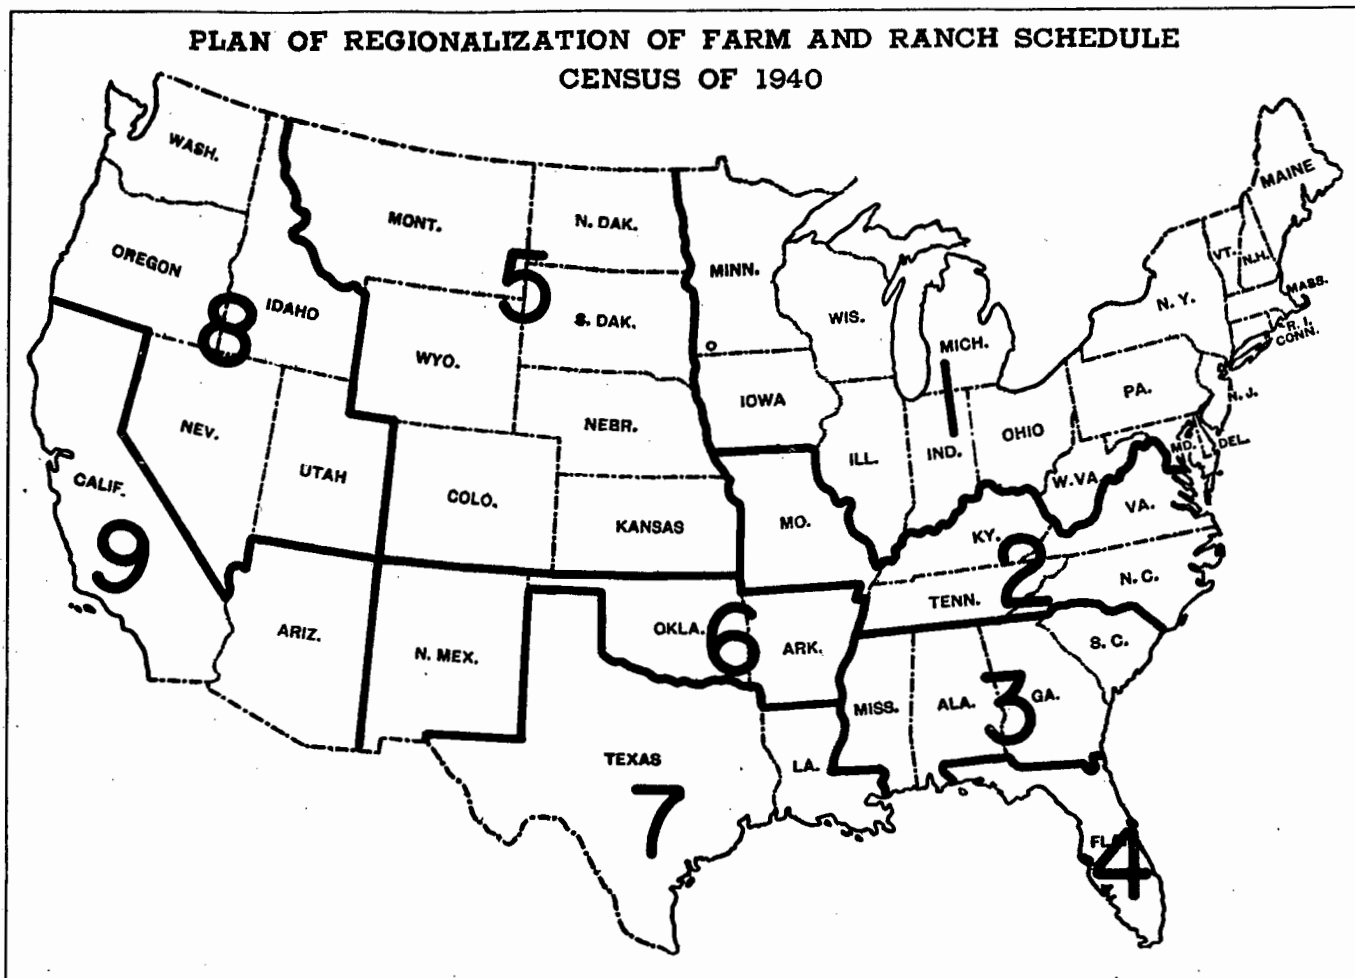 PLAN OF REGIONALIZATION OF FARM AND RANCH SCHEDULE
CENSUS OF 1940
WASH.
MONT.
N. DAK.
MINN.
MAINE
VT.
N.H.
OREGON
IDAHO
8
5
S. DAK.
WIS.
MICH.
N. Y.
MASS.
R. I.
CONN.
WYO.
IOWA
NEBR.
1
PA.
N. J.
NEV.
UTAH
COLO.
KANSAS
MO.
ILL.
IND.
OHIO
W. VA.
MD.
DEL.
VA.
CALIF.
9
KY.
2
TENN.
N. C.
ARIZ.
N. MEX.
OKLA.
6
ARK.
S. C.
MISS.
ALA.
3
GA.
TEXAS
7
LA.
FLA.
4